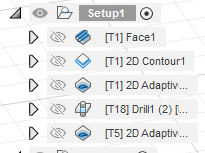 Setup1
[T1] Face1
[T1] 2D Contour1
[T1] 2D Adaptiv...
[T18] Drill1 (2) [...
[T5] 2D Adaptiv...